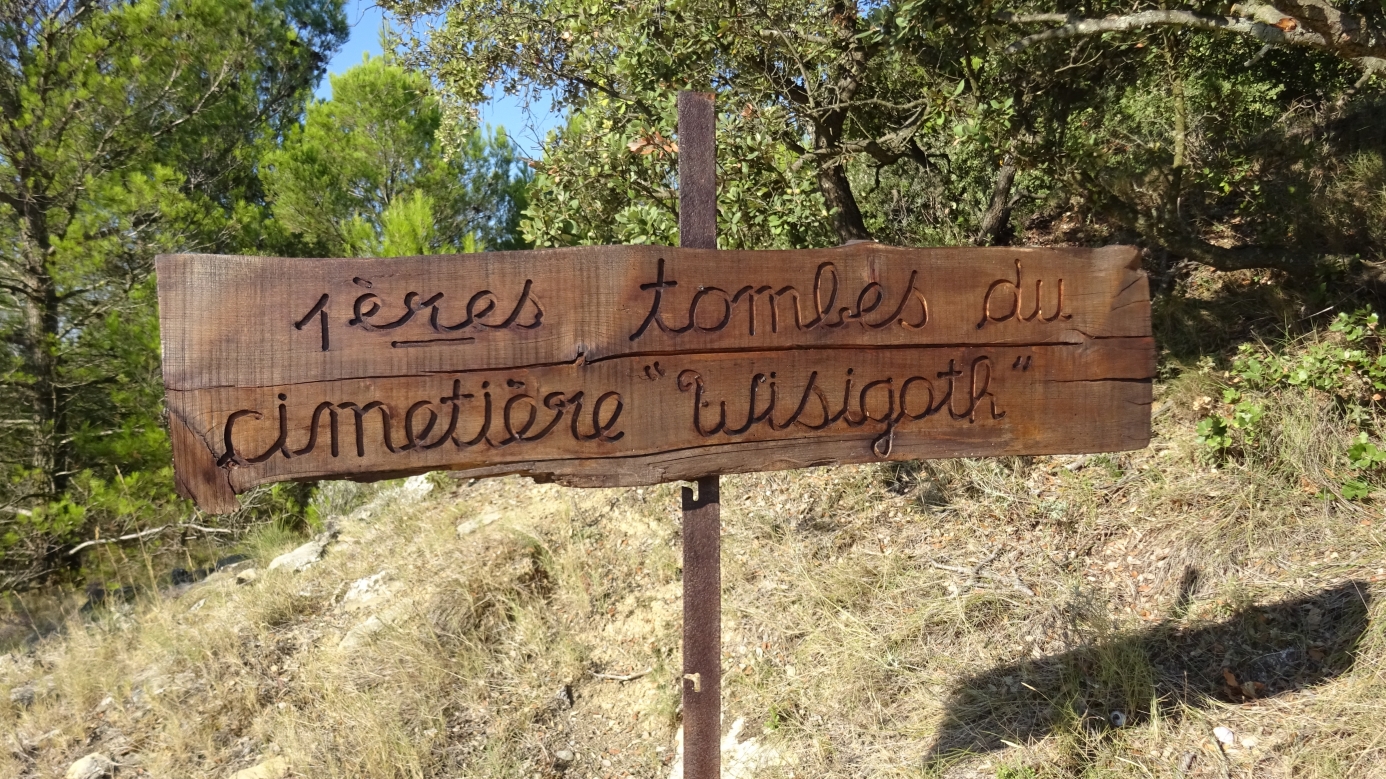 1ères tombes du
cimetière "Wisigoth"